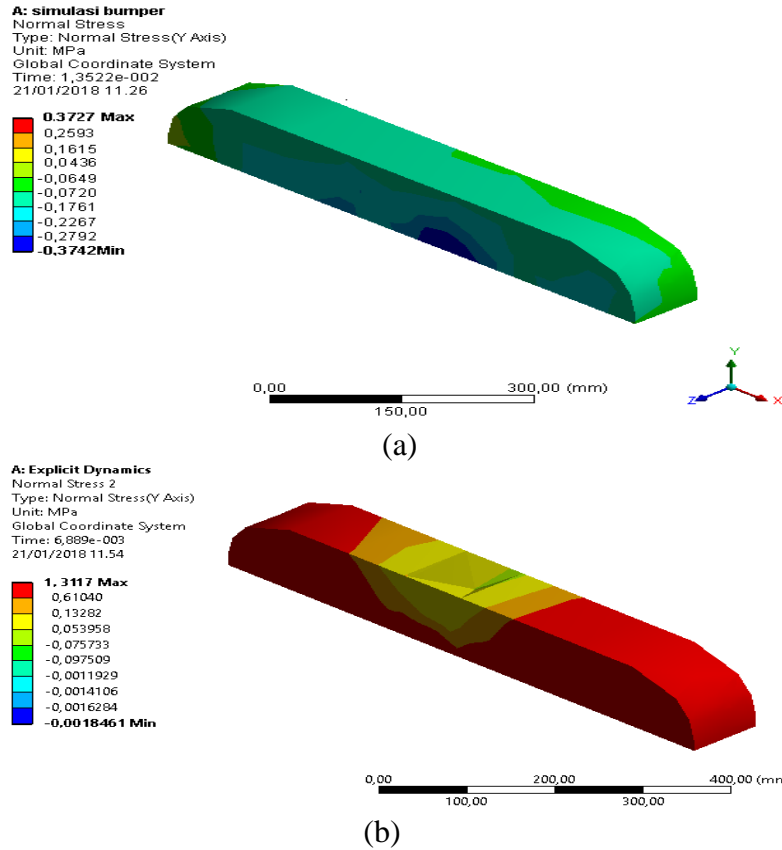 A: simulasi bumper
Normal Stress
Type: Normal Stress(Y Axis)
Unit: MPa
Global Coordinate System
Time: 1,3522e-002
21/01/2018 11.26
0.3727 Max
0,2593
0,1615
0,0436
-0,0649
-0,0720
-0,1761
-0,2267
-0,2792
-0,3742Min
0,00
300,00 (mm)
150,00
Y
Z
X
(a)
A: Explicit Dynamics
Normal Stress 2
Type: Normal Stress(Y Axis)
Unit: MPa
Global Coordinate System
Time: 6,889e-003
21/01/2018 11.54
1,3117 Max
0,61040
0,13282
0,053958
-0,075733
-0,097509
-0,0011929
-0,0014106
-0,0016284
-0,0018461 Min
0,00
200,00
400,00 (mm)
100,00
300,00
(b)